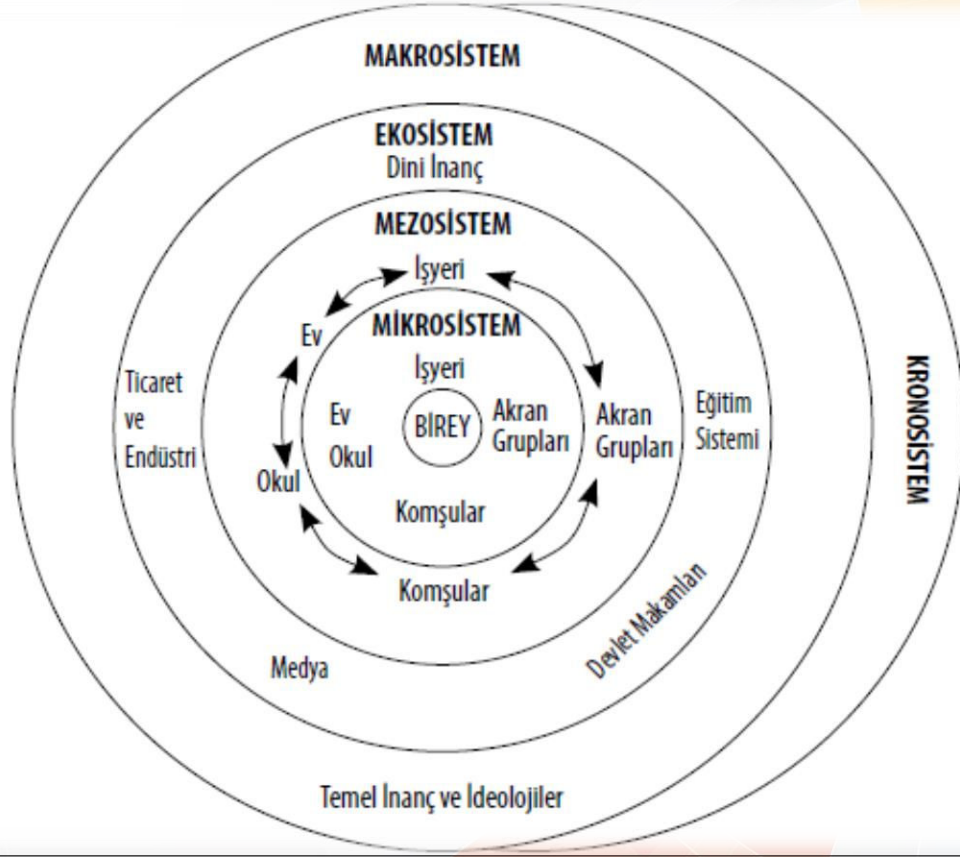 MAKROSİSTEM
EKOSİSTEM
Dini İnanç
MEZOSİSTEM
İşyeri
Ev
MİKROSİSTEM
İşyeri
Ev
Okul
BİREY
Akran
Grupları
Komşular
Akran
Grupları
Okul
Komşular
Ticaret
ve
Endüstri
Eğitim
Sistemi
Devlet Makamları
Medya
Temel İnanç ve İdeolojiler
KRONOSİSTEM